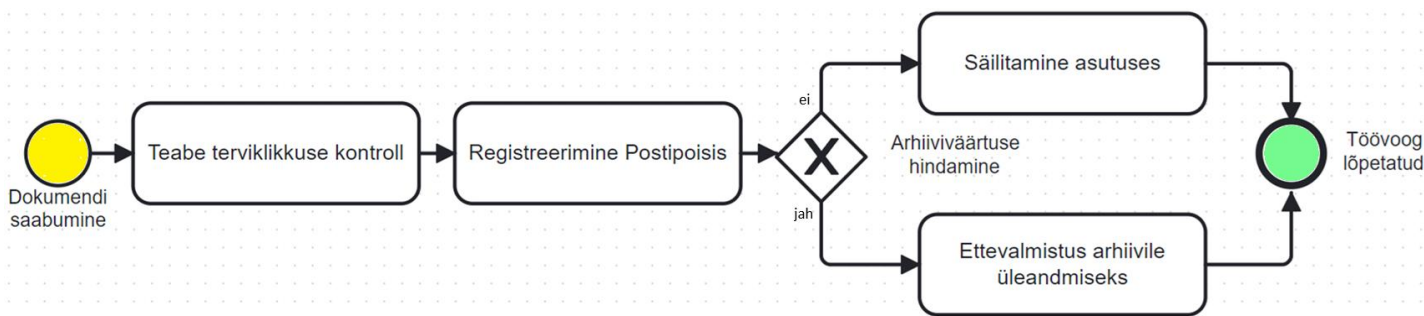 Dokumendi
saabumine
Teabe terviklikkuse kontroll
Registreerimine Postipoisis
ei
jah
Arhiiviväärtuse
hindamine
Säilitamine asutuses
Ettevalmistus arhiivile
üleandmiseks
Töövoog
lõpetatud